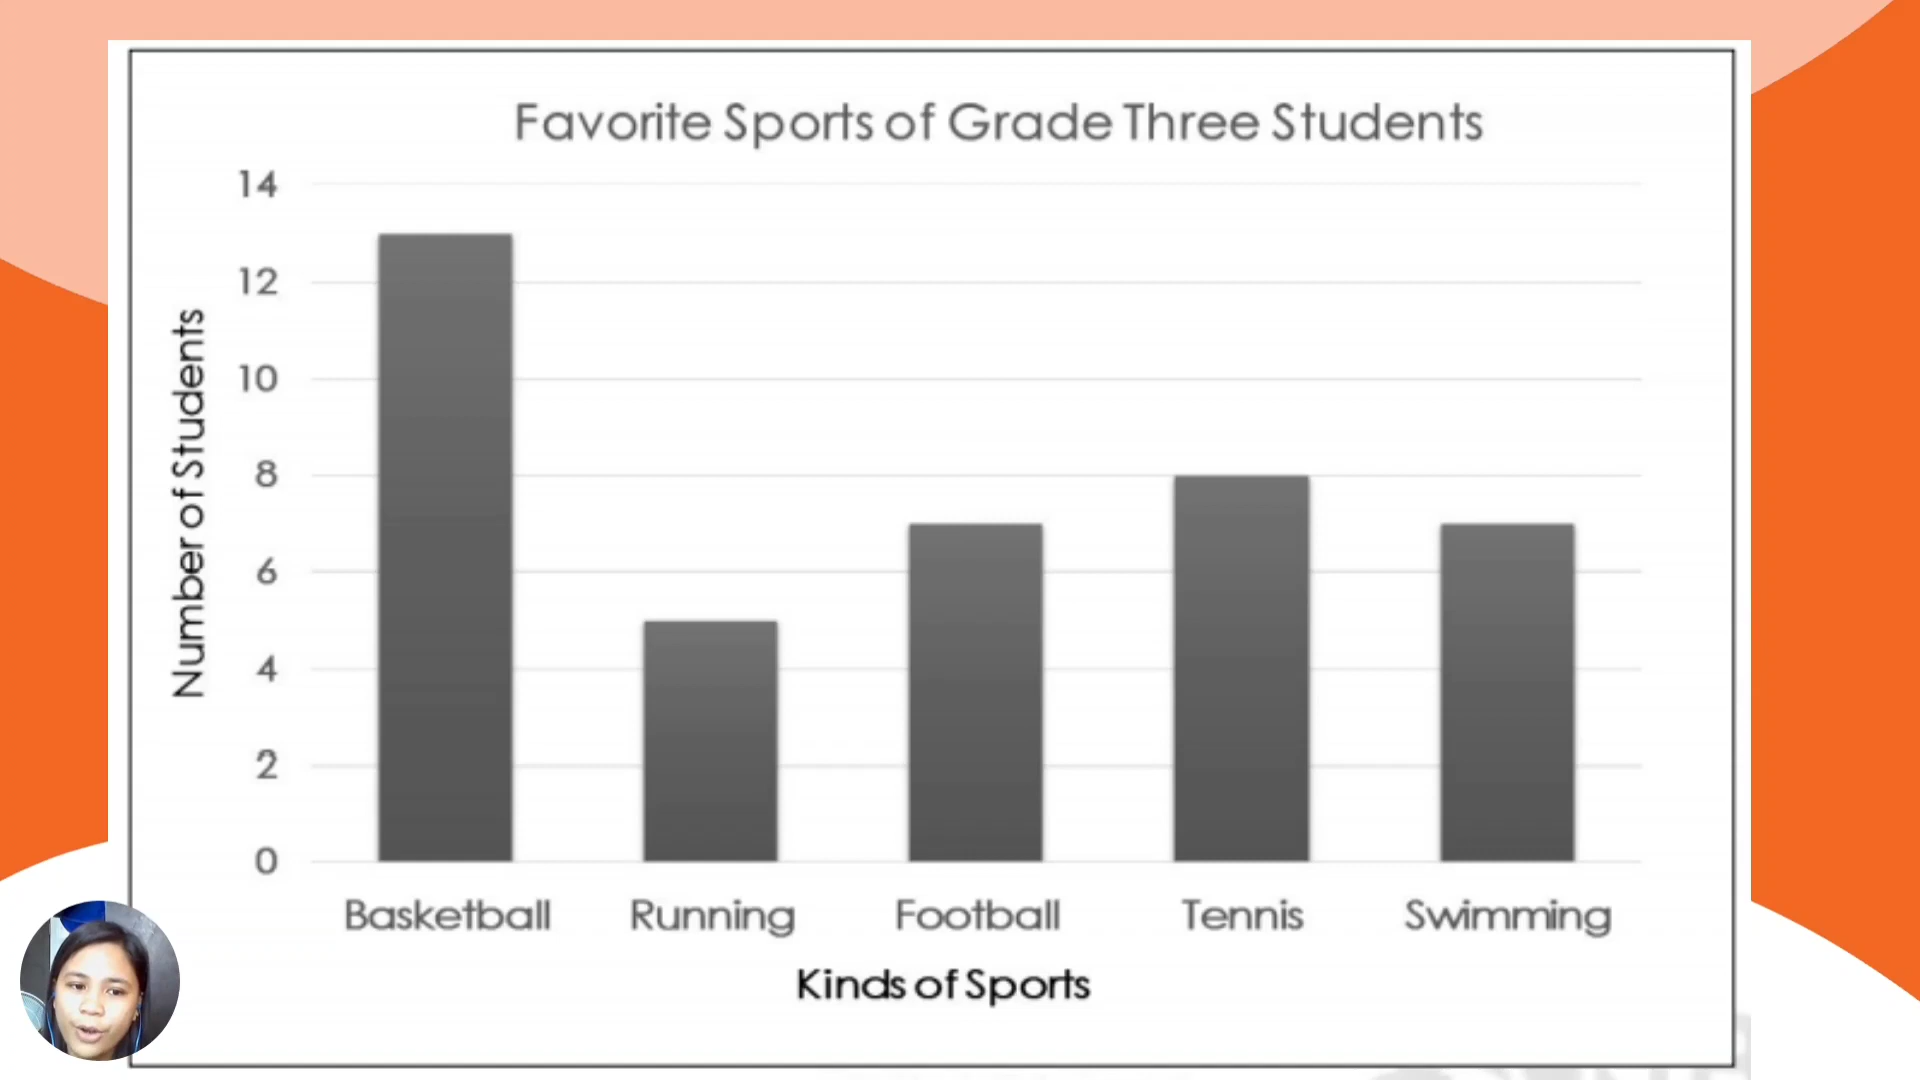 Favorite Sports of Grade Three Students
14
12
10
8
6
4
2
0
Number of Students
Basketball
Running
Football
Tennis
Swimming
Kinds of Sports